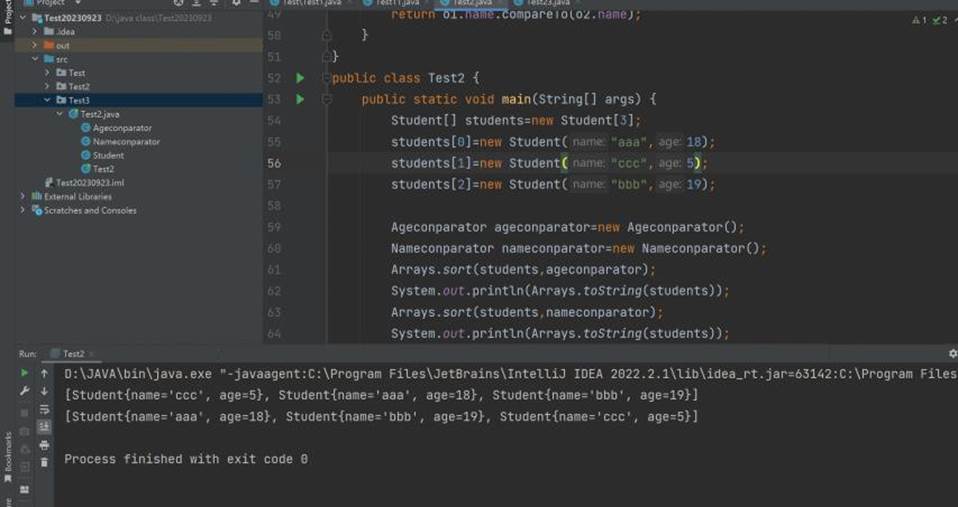 Project
Test\Test1.java
Test11.java
Test2.java
Test23.java
Test20230923 D:\java class\Test20230923
.idea
out
src
Test
Test2
Test3
Test2.java
Ageconparator
Nameconparator
Student
Test2
Test20230923.iml
External Libraries
Scratches and Consoles
49 return o1.name.compareTo(o2.name);
50 }
51 }
52 public class Test2 {
53 public static void main(String[] args) {
54 Student[] students=new Student[3];
55 students[0]=new Student( name: "aaa", age: 18);
56 students[1]=new Student( name: "ccc", age: 5);
57 students[2]=new Student( name: "bbb", age: 19);
58
59 Ageconparator ageconparator=new Ageconparator();
60 Nameconparator nameconparator=new Nameconparator();
61 Arrays.sort(students,ageconparator);
62 System.out.println(Arrays.toString(students));
63 Arrays.sort(students,nameconparator);
64 System.out.println(Arrays.toString(students));
1 2
Run: Test2
D:\JAVA\bin\java.exe "-javaagent:C:\Program Files\JetBrains\IntelliJ IDEA 2022.2.1\lib\idea_rt.jar=63142:C:\Program Files
[Student{name='ccc', age=5}, Student{name='aaa', age=18}, Student{name='bbb', age=19}]
[Student{name='aaa', age=18}, Student{name='bbb', age=19}, Student{name='ccc', age=5}]
Process finished with exit code 0
Bookmarks